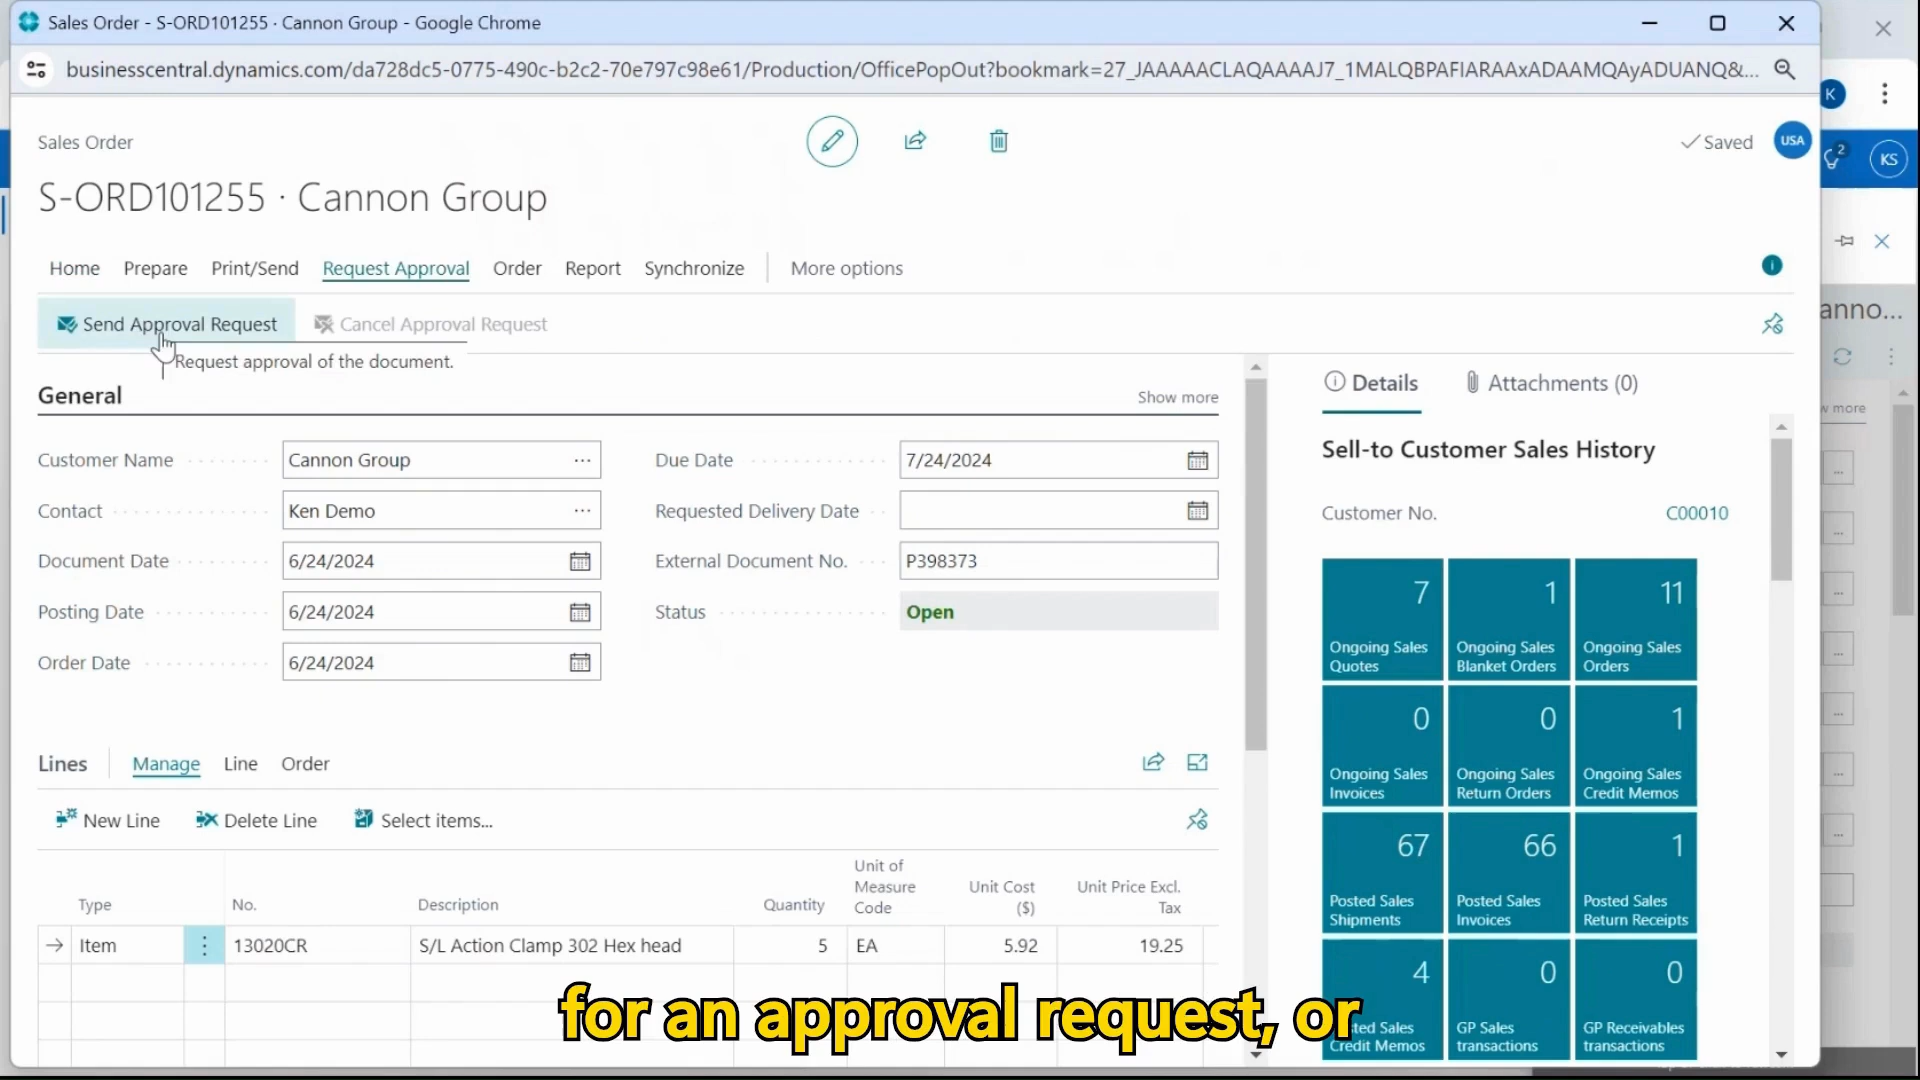 Sales Order - S-ORD101255 · Cannon Group - Google Chrome
businesscentral.dynamics.com/da728dc5-0775-490c-b2c2-70e797c98e61/Production/OfficePopOut?bookmark=27_JAAAAACLAQAAAAJ7_1MALQBPAFIARAAxADAAMQAyADUANQ&...
K
Sales Order
Saved
USA
2
KS
S-ORD101255 · Cannon Group
Home Prepare Print/Send Request Approval Order Report Synchronize More options
Send Approval Request Cancel Approval Request
anno...
Request approval of the document.
General
Show more
Details
Attachments (0)
w more
Customer Name
Cannon Group
Due Date
7/24/2024
Contact
Ken Demo
Requested Delivery Date
Document Date
6/24/2024
External Document No.
P398373
Posting Date
6/24/2024
Status
Open
Order Date
6/24/2024
Sell-to Customer Sales History
Customer No.
C00010
7
Ongoing Sales
Quotes
1
Ongoing Sales
Blanket Orders
11
Ongoing Sales
Orders
0
Ongoing Sales
Invoices
0
Ongoing Sales
Return Orders
1
Ongoing Sales
Credit Memos
67
Posted Sales
Shipments
66
Posted Sales
Invoices
1
Posted Sales
Return Receipts
4
ted Sales
Credit Memos
0
GP Sales
transactions
0
GP Receivables
transactions
Lines Manage Line Order
New Line Delete Line Select items...
Type
No.
Description
Quantity
Unit of
Measure
Code
Unit Cost
($)
Unit Price Excl.
Tax
Item 13020CR S/L Action Clamp 302 Hex head 5 EA 5.92 19.25
for an approval request, or